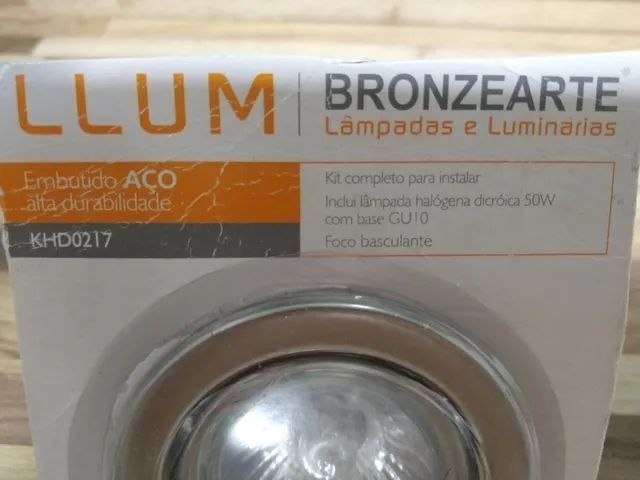 LLUM
BRONZEARTE
Lâmpadas e Luminárias
Embutido AÇO
alta durabilidade
KHD0217
Kit completo para instalar
Inclui lâmpada halógena dicróica 50W
com base GU10
Foco basculante